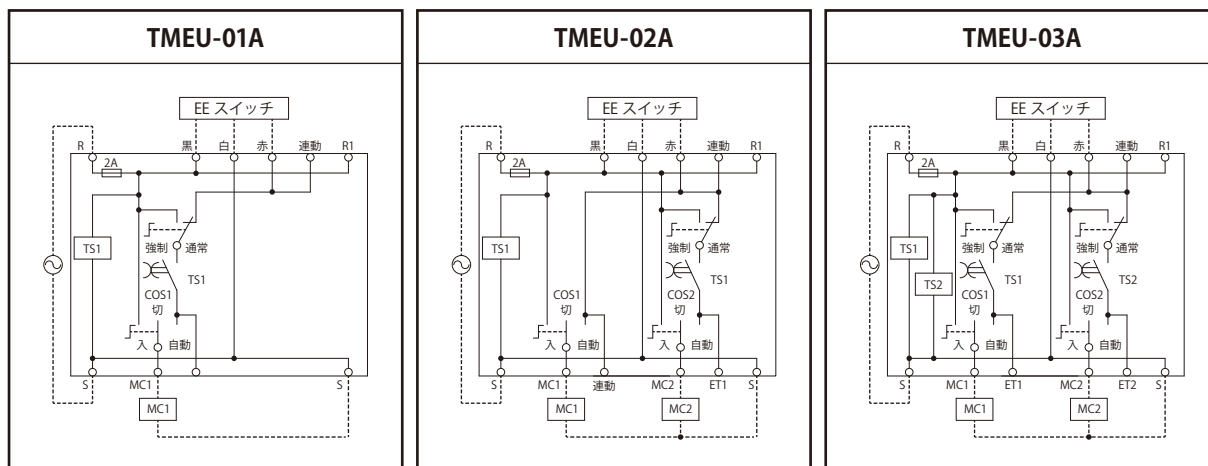 TMEU-01A
EE スイッチ
R 黒 白 赤 連動 R1
2A
TS1
強制 通常
TS1
COS1
切
入 自動
S MC1 S
MC1
TMEU-02A
EE スイッチ
R 黒 白 赤 連動 R1
2A
TS1
強制 通常
TS1
COS1 COS2
切 切
入 自動 入 自動
S MC1 連動 MC2 ET1 S
MC1 MC2
TMEU-03A
EE スイッチ
R 黒 白 赤 連動 R1
2A
TS1
強制 通常 強制 通常
TS2 TS1 TS2
COS1 COS2
切 切
入 自動 入 自動
S MC1 ET1 MC2 ET2 S
MC1 MC2